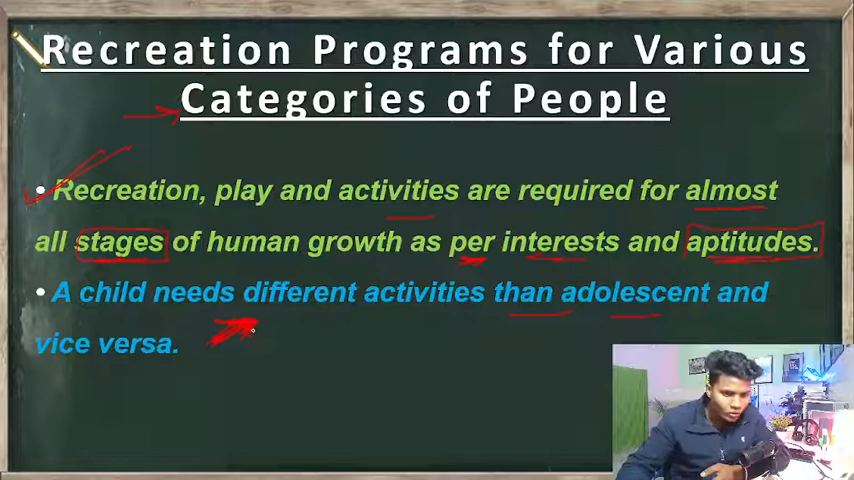 Recreation Programs for Various
Categories of People
• Recreation, play and activities are required for almost
all stages of human growth as per interests and aptitudes.
• A child needs different activities than adolescent and
vice versa.